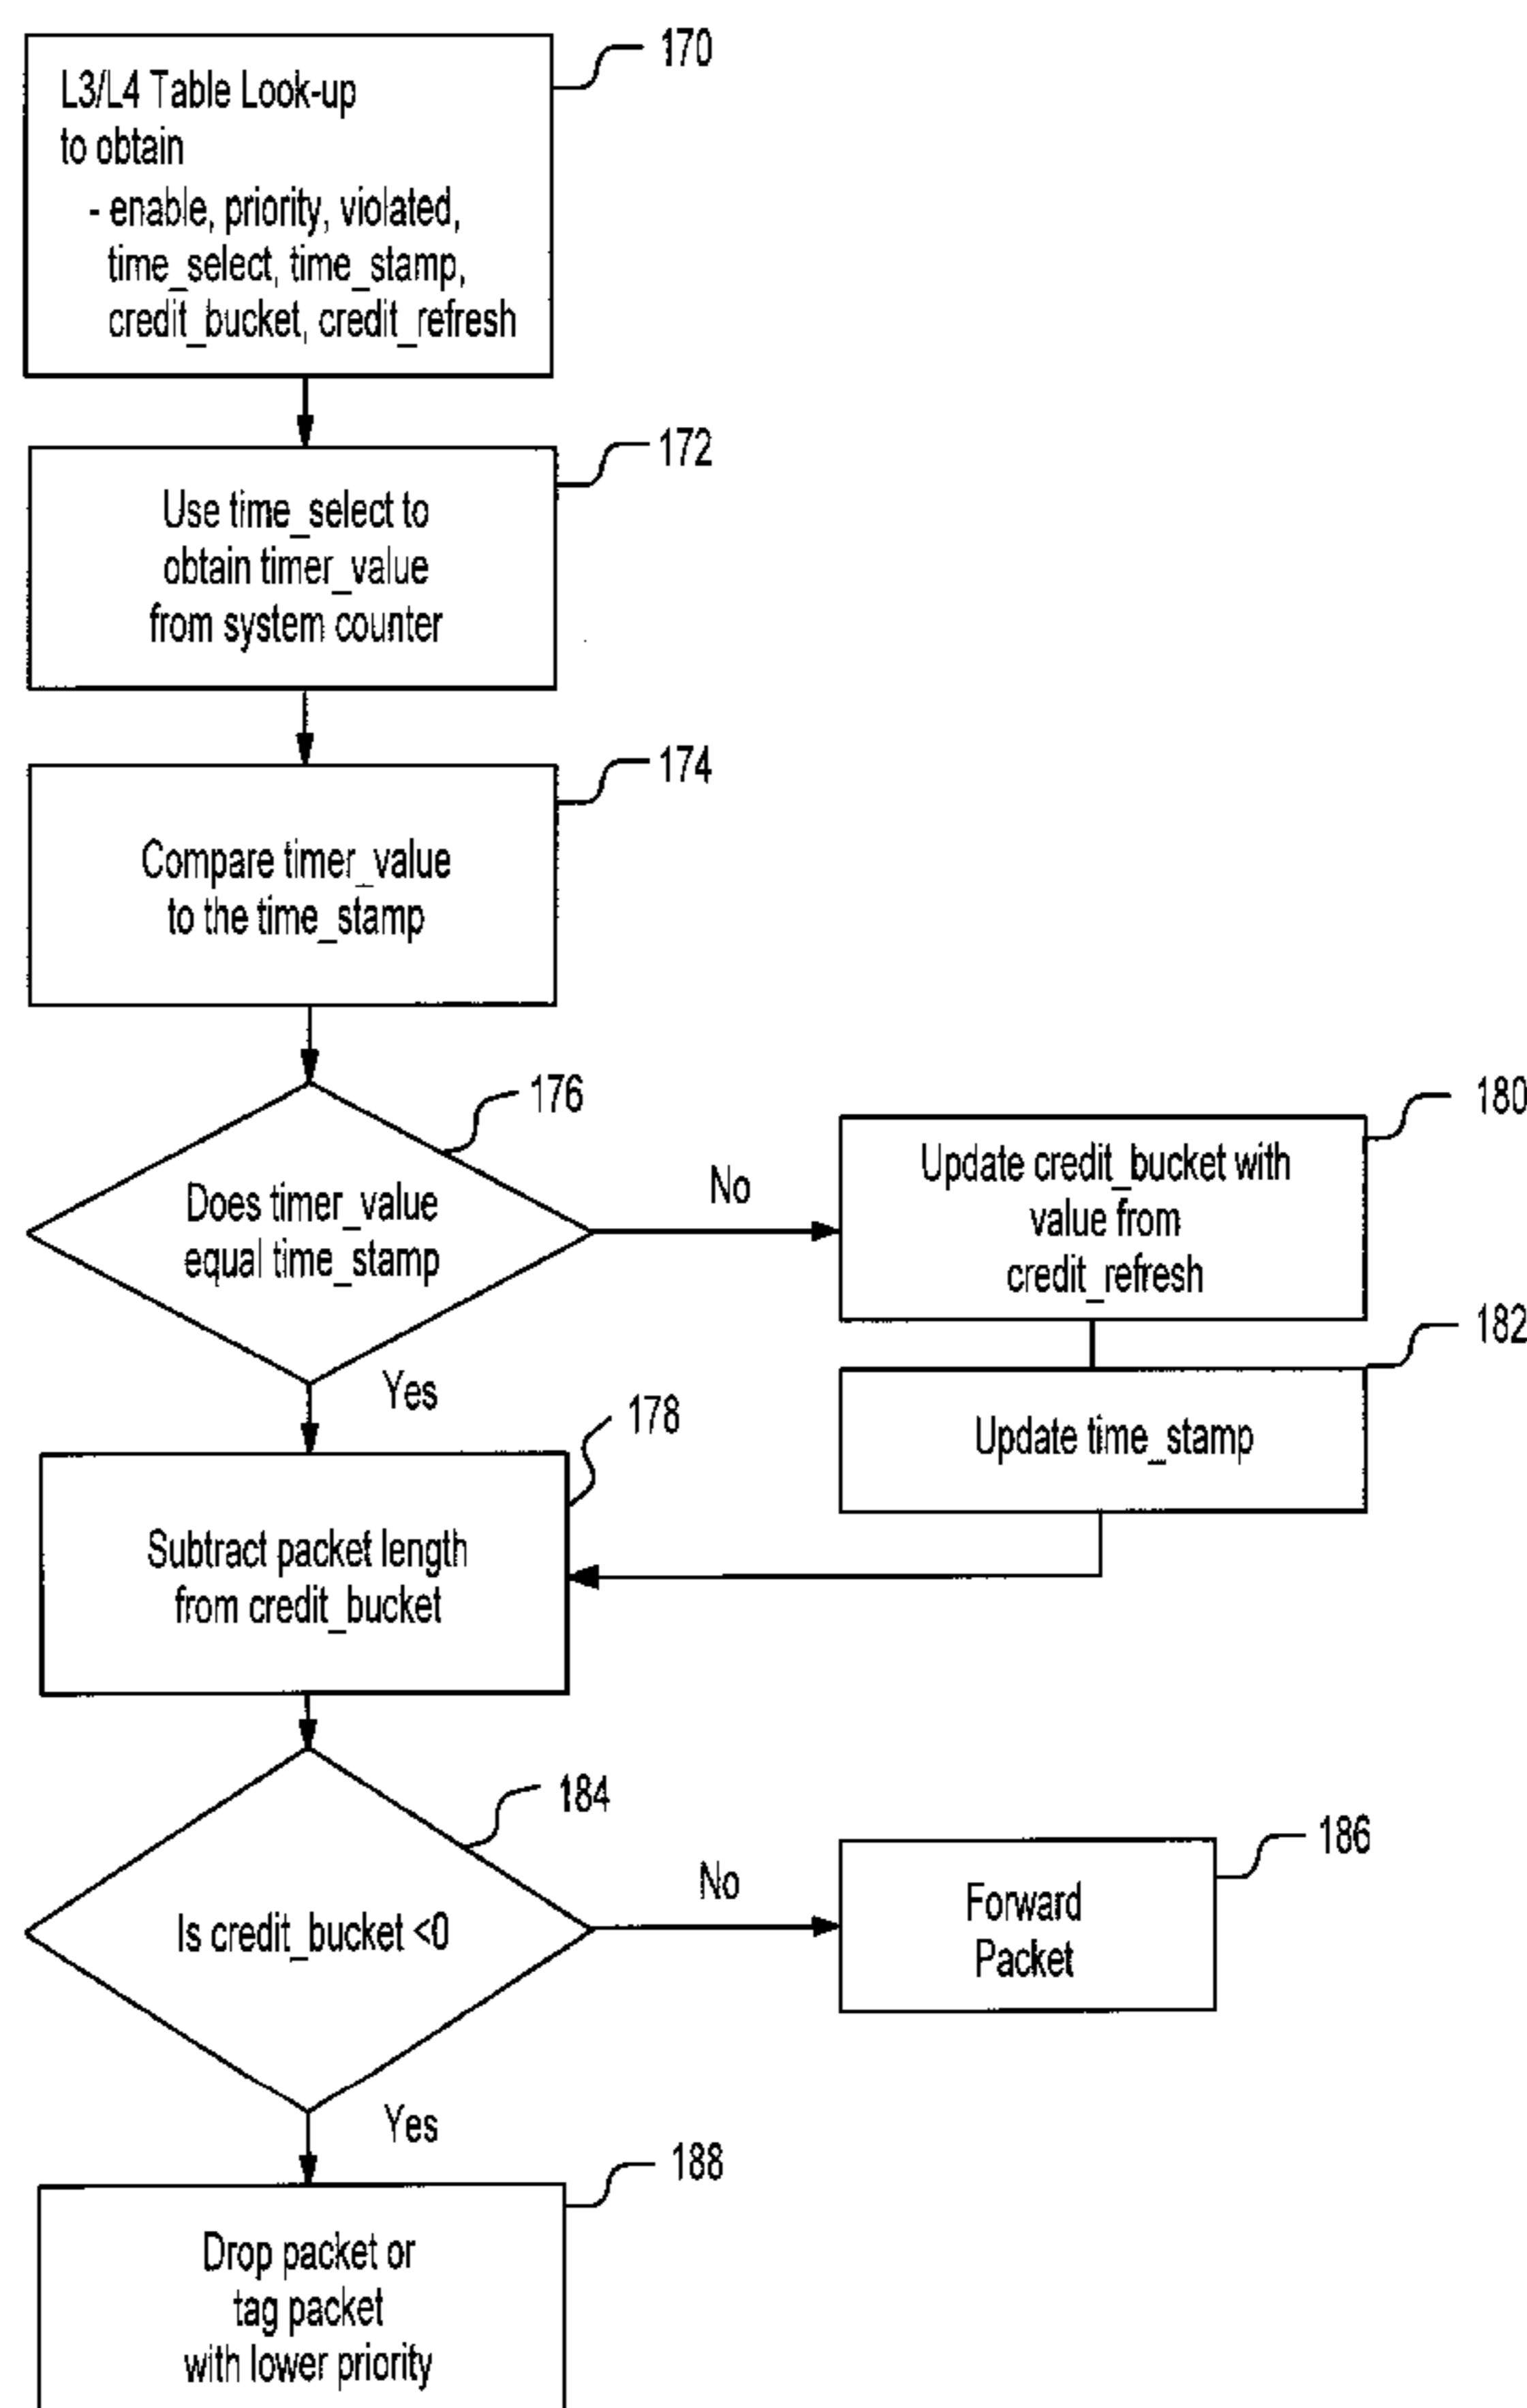 170
L3/L4 Table Look-up
to obtain
- enable, priority, violated,
time_select, time_stamp,
credit_bucket, credit_refresh
172
Use time_select to
obtain timer_value
from system counter
174
Compare timer_value
to the time_stamp
176
Does timer_value
equal time_stamp
No
180
Update credit_bucket with
value from
credit_refresh
182
Update time_stamp
Yes
178
Subtract packet length
from credit_bucket
184
Is credit_bucket <0
No
186
Forward
Packet
Yes
188
Drop packet or
tag packet
with lower priority